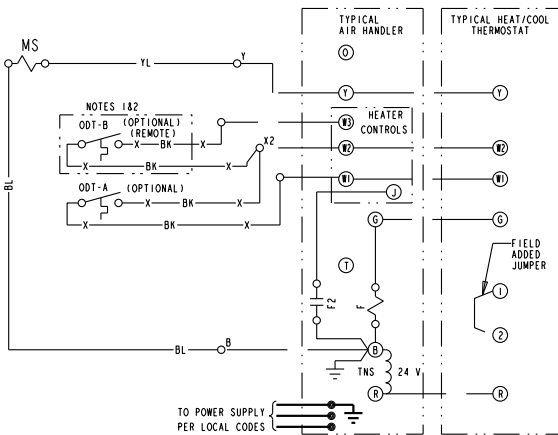 TYPICAL
AIR HANDLER
TYPICAL HEAT/COOL
THERMOSTAT
MS
O
YL
Y
Y
Y
NOTES 1&2
ODT-B
(OPTIONAL)
(REMOTE)
W3
HEATER
CONTROLS
X
BK
X
X2
W2
W2
X
BK
X
ODT-A
(OPTIONAL)
W1
W1
J
X
BK
X
X
BK
X
BL
G
G
FIELD
ADDED
JUMPER
T
1
F2
F
2
BL
B
B
TNS
24 V
R
R
TO POWER SUPPLY
PER LOCAL CODES